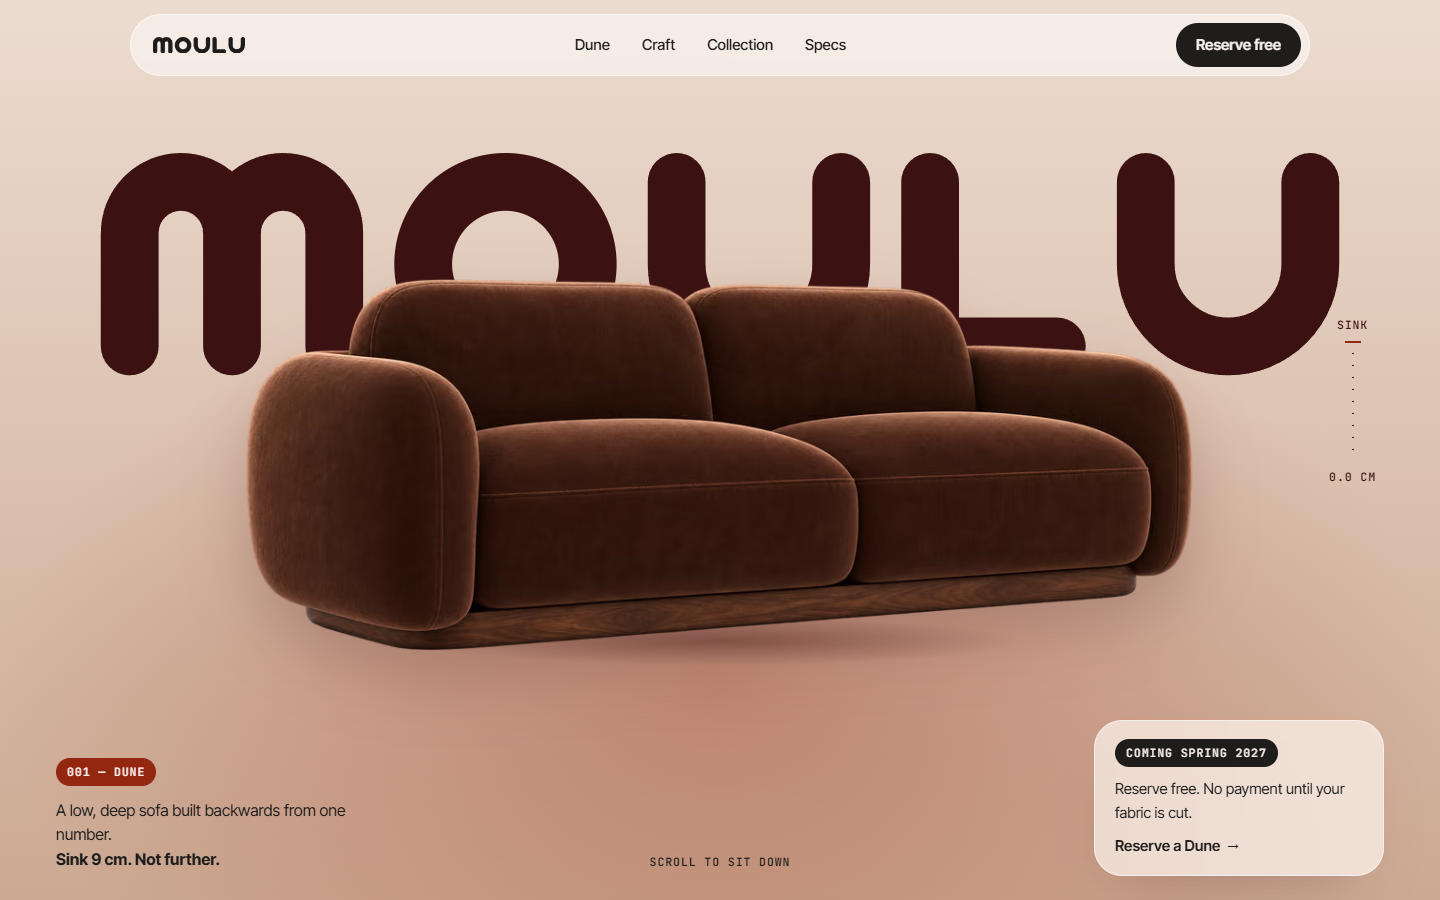 MOULU
Dune
Craft
Collection
Specs
Reserve free
MOULU
SINK
0.0 CM
001 — DUNE
A low, deep sofa built backwards from one
number.
Sink 9 cm. Not further.
SCROLL TO SIT DOWN
COMING SPRING 2027
Reserve free. No payment until your
fabric is cut.
Reserve a Dune →